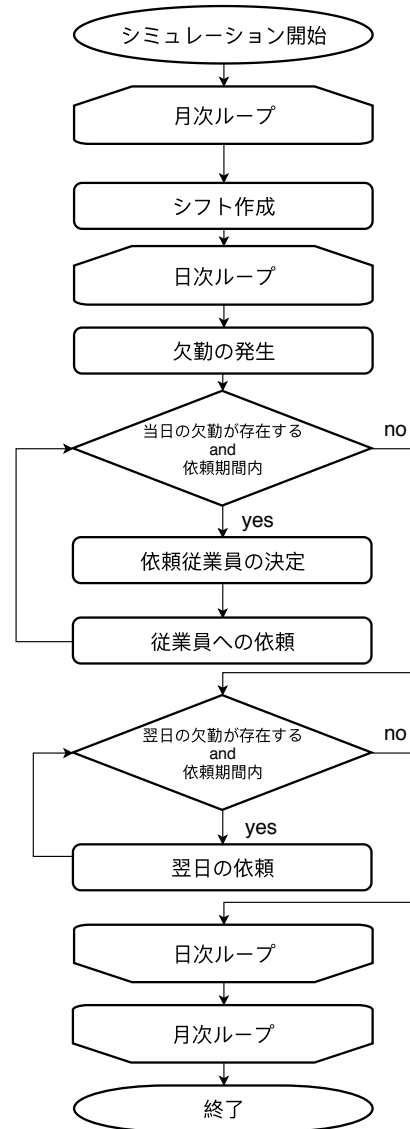 シミュレーション開始
月次ループ
シフト作成
日次ループ
欠勤の発生
当日の欠勤が存在する
and
依頼期間内
no
yes
依頼従業員の決定
従業員への依頼
翌日の欠勤が存在する
and
依頼期間内
no
yes
翌日の依頼
日次ループ
月次ループ
終了